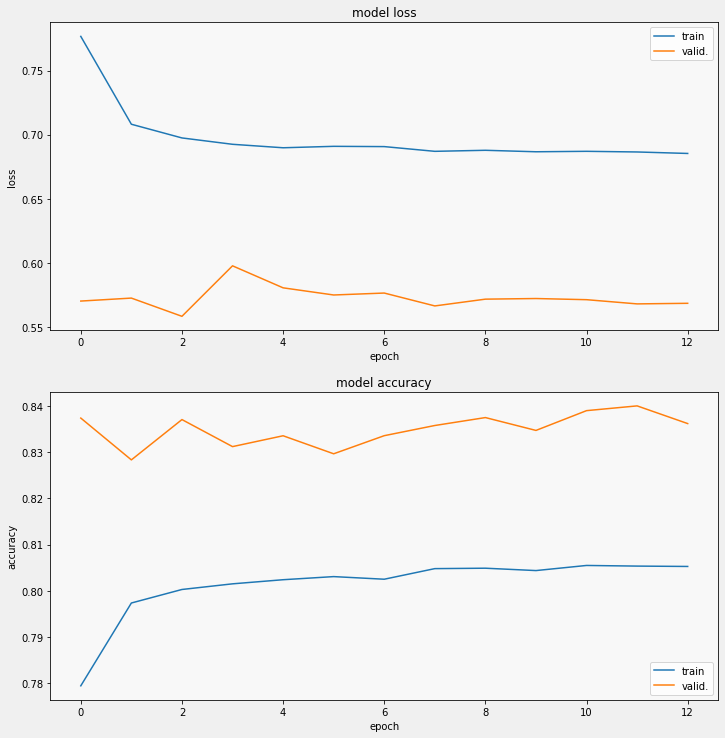 model loss
train
valid.
0.75
0.70
0.65
0.60
0.55
loss
0 2 4 6 8 10 12
epoch
model accuracy
0.84
0.83
0.82
0.81
0.80
0.79
0.78
accuracy
train
valid.
0 2 4 6 8 10 12
epoch